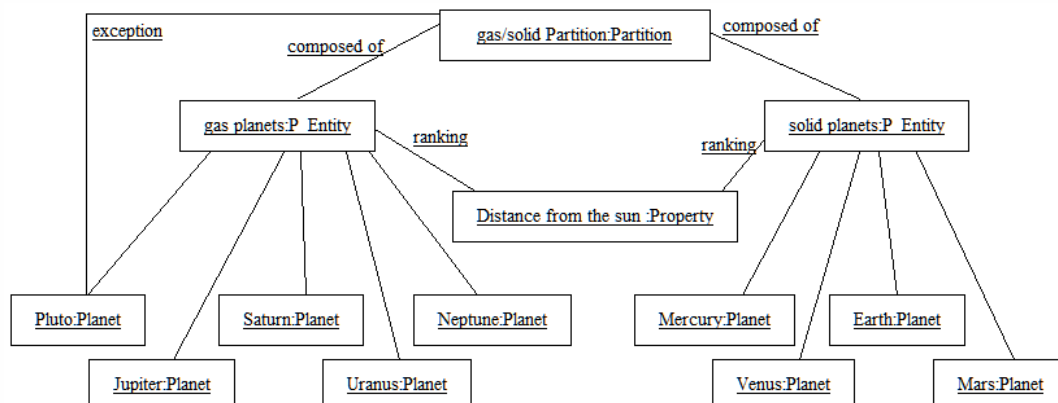 exception
composed of
gas/solid Partition:Partition
composed of
gas planets:P_Entity
solid planets:P_Entity
ranking
ranking
Distance from the sun :Property
Pluto:Planet
Saturn:Planet
Neptune:Planet
Mercury:Planet
Earth:Planet
Jupiter:Planet
Uranus:Planet
Venus:Planet
Mars:Planet